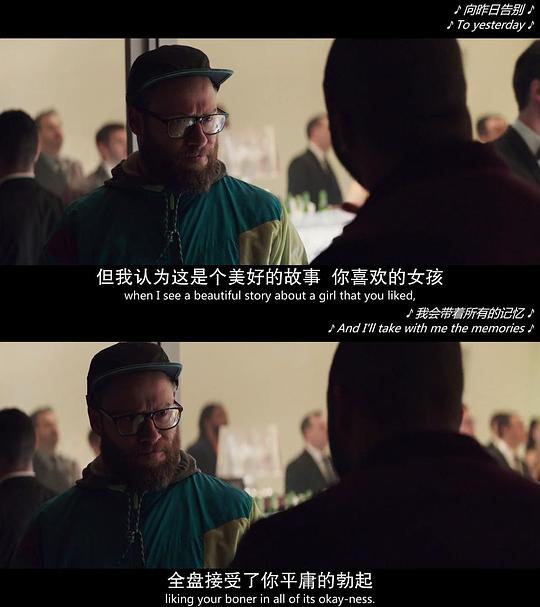 ♪ 向昨日告别 ♪
♪ To yesterday ♪
但我认为这是个美好的故事 你喜欢的女孩
when I see a beautiful story about a girl that you liked,
♪ 我会带着所有的记忆 ♪
♪ And I'll take with me the memories ♪
全盘接受了你平庸的勃起
liking your boner in all of its okay-ness.